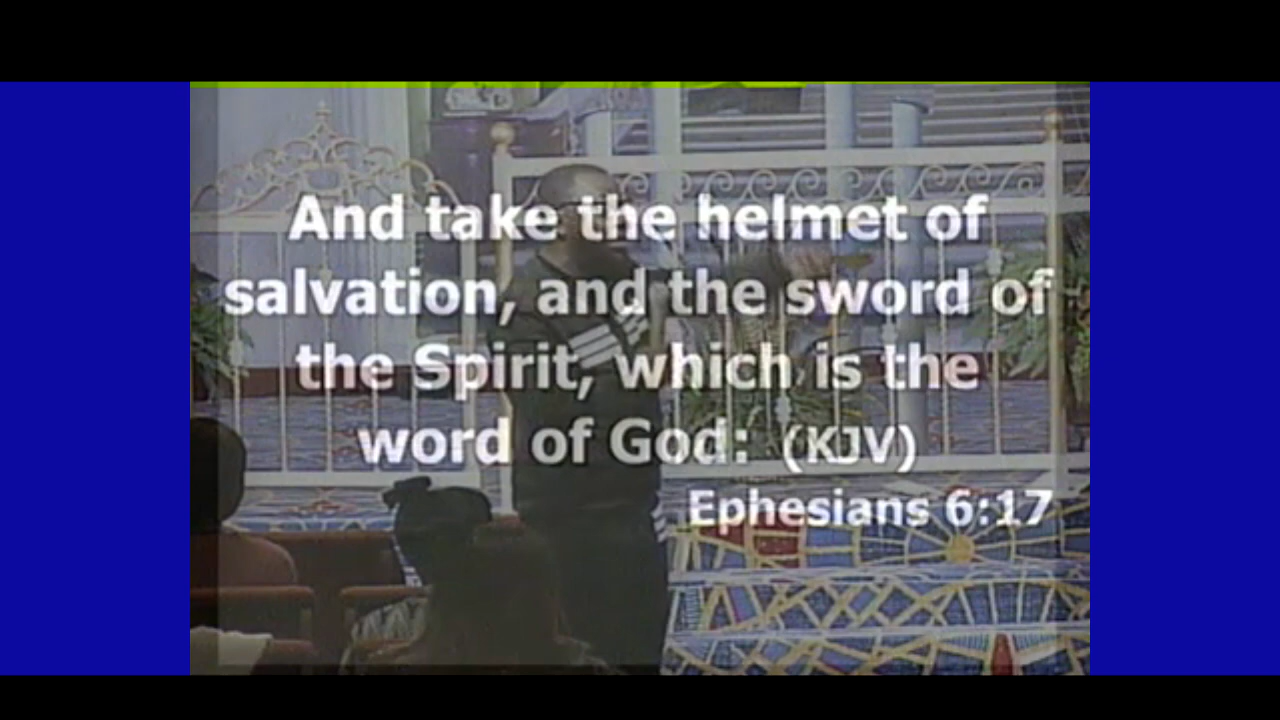 And take the helmet of
salvation, and the sword of
the Spirit, which is the
word of God: (KJV)
Ephesians 6:17